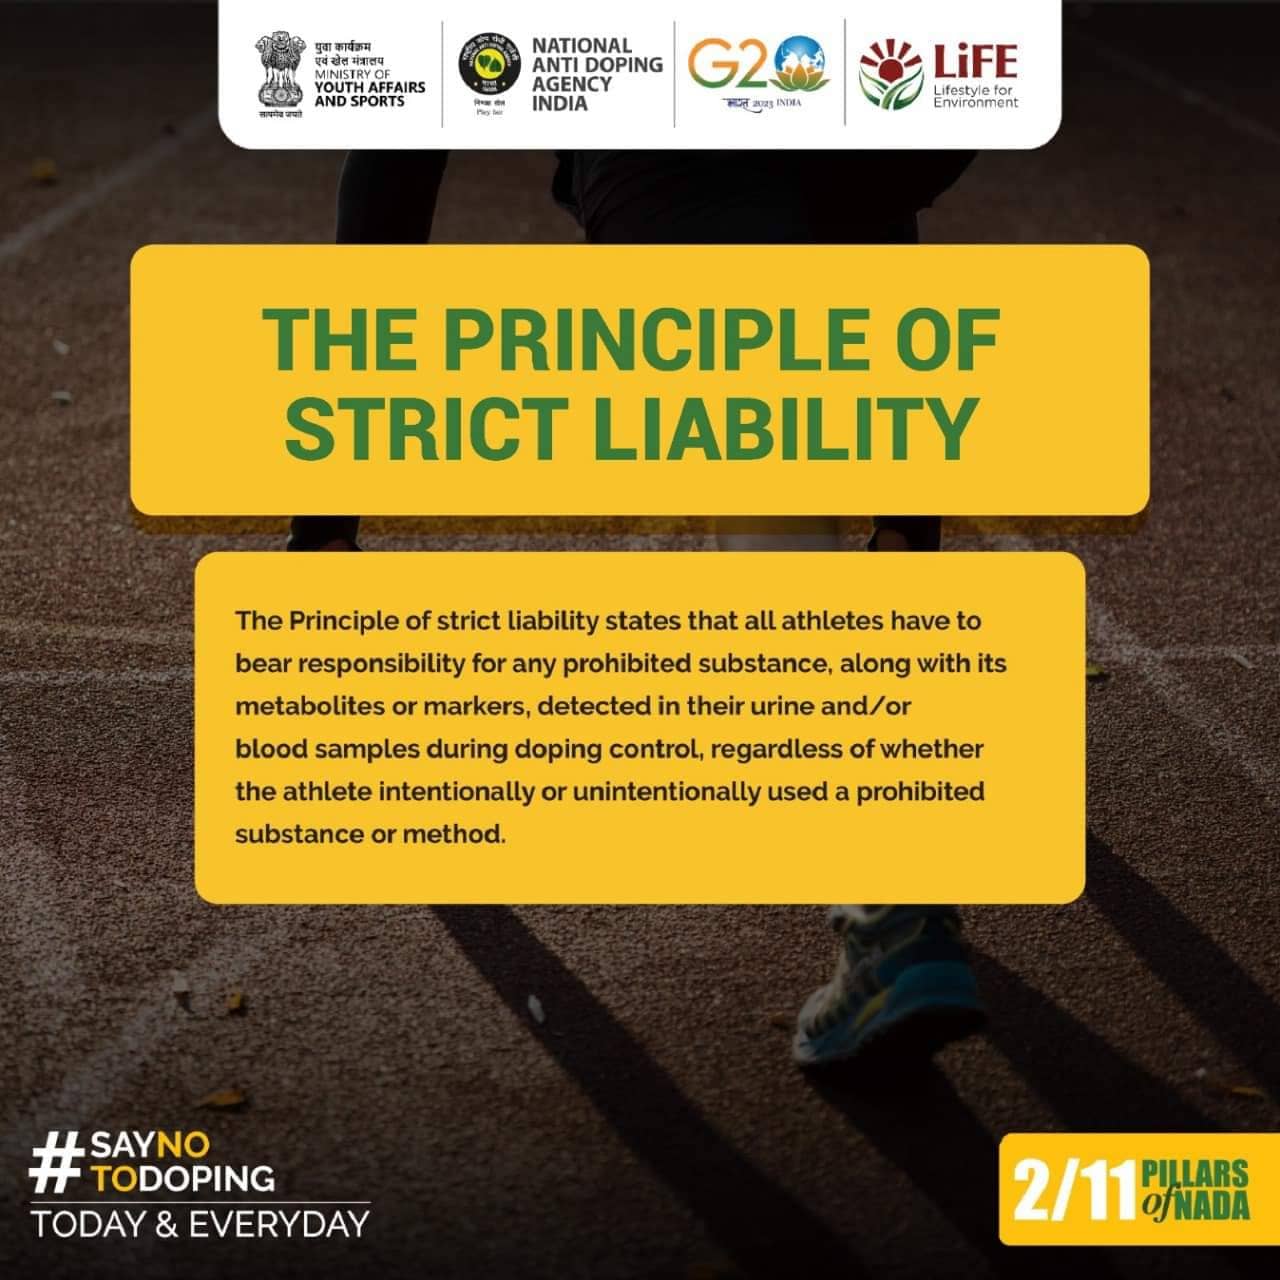 युवा कार्यक्रम
एवं खेल मंत्रालय
MINISTRY OF
YOUTH AFFAIRS
AND SPORTS
सत्यमेव जयते
निष्पक्ष खेल
Play fair
NATIONAL
ANTI DOPING
AGENCY
INDIA
G20
भारत 2023 INDIA
LiFE
Lifestyle for
Environment
THE PRINCIPLE OF
STRICT LIABILITY
The Principle of strict liability states that all athletes have to
bear responsibility for any prohibited substance, along with its
metabolites or markers, detected in their urine and/or
blood samples during doping control, regardless of whether
the athlete intentionally or unintentionally used a prohibited
substance or method.
#SAYNO
TODOPING
TODAY & EVERYDAY
2/11 PILLARS
of NADA